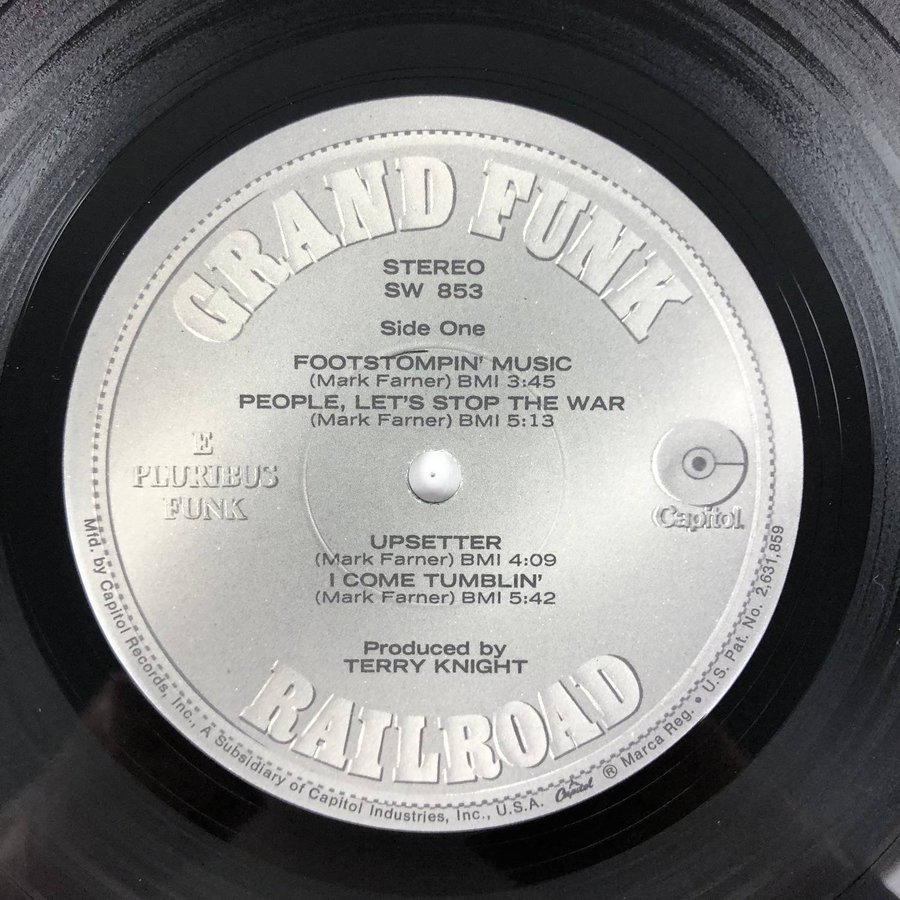 GRAND FUNK
STEREO
SW 853
Side One
FOOTSTOMPIN' MUSIC
(Mark Farner) BMI 3:45
PEOPLE, LET'S STOP THE WAR
(Mark Farner) BMI 5:13
E
PLURIBUS
FUNK
Capitol
UPSETTER
(Mark Farner) BMI 4:09
I COME TUMBLIN'
(Mark Farner) BMI 5:42
Produced by
TERRY KNIGHT
RAILROAD
Mfd. by Capitol Records, Inc., A Subsidiary of Capitol Industries, Inc., U.S.A. Capitol ® Marca Reg. • U.S. Pat. No. 2,631,859